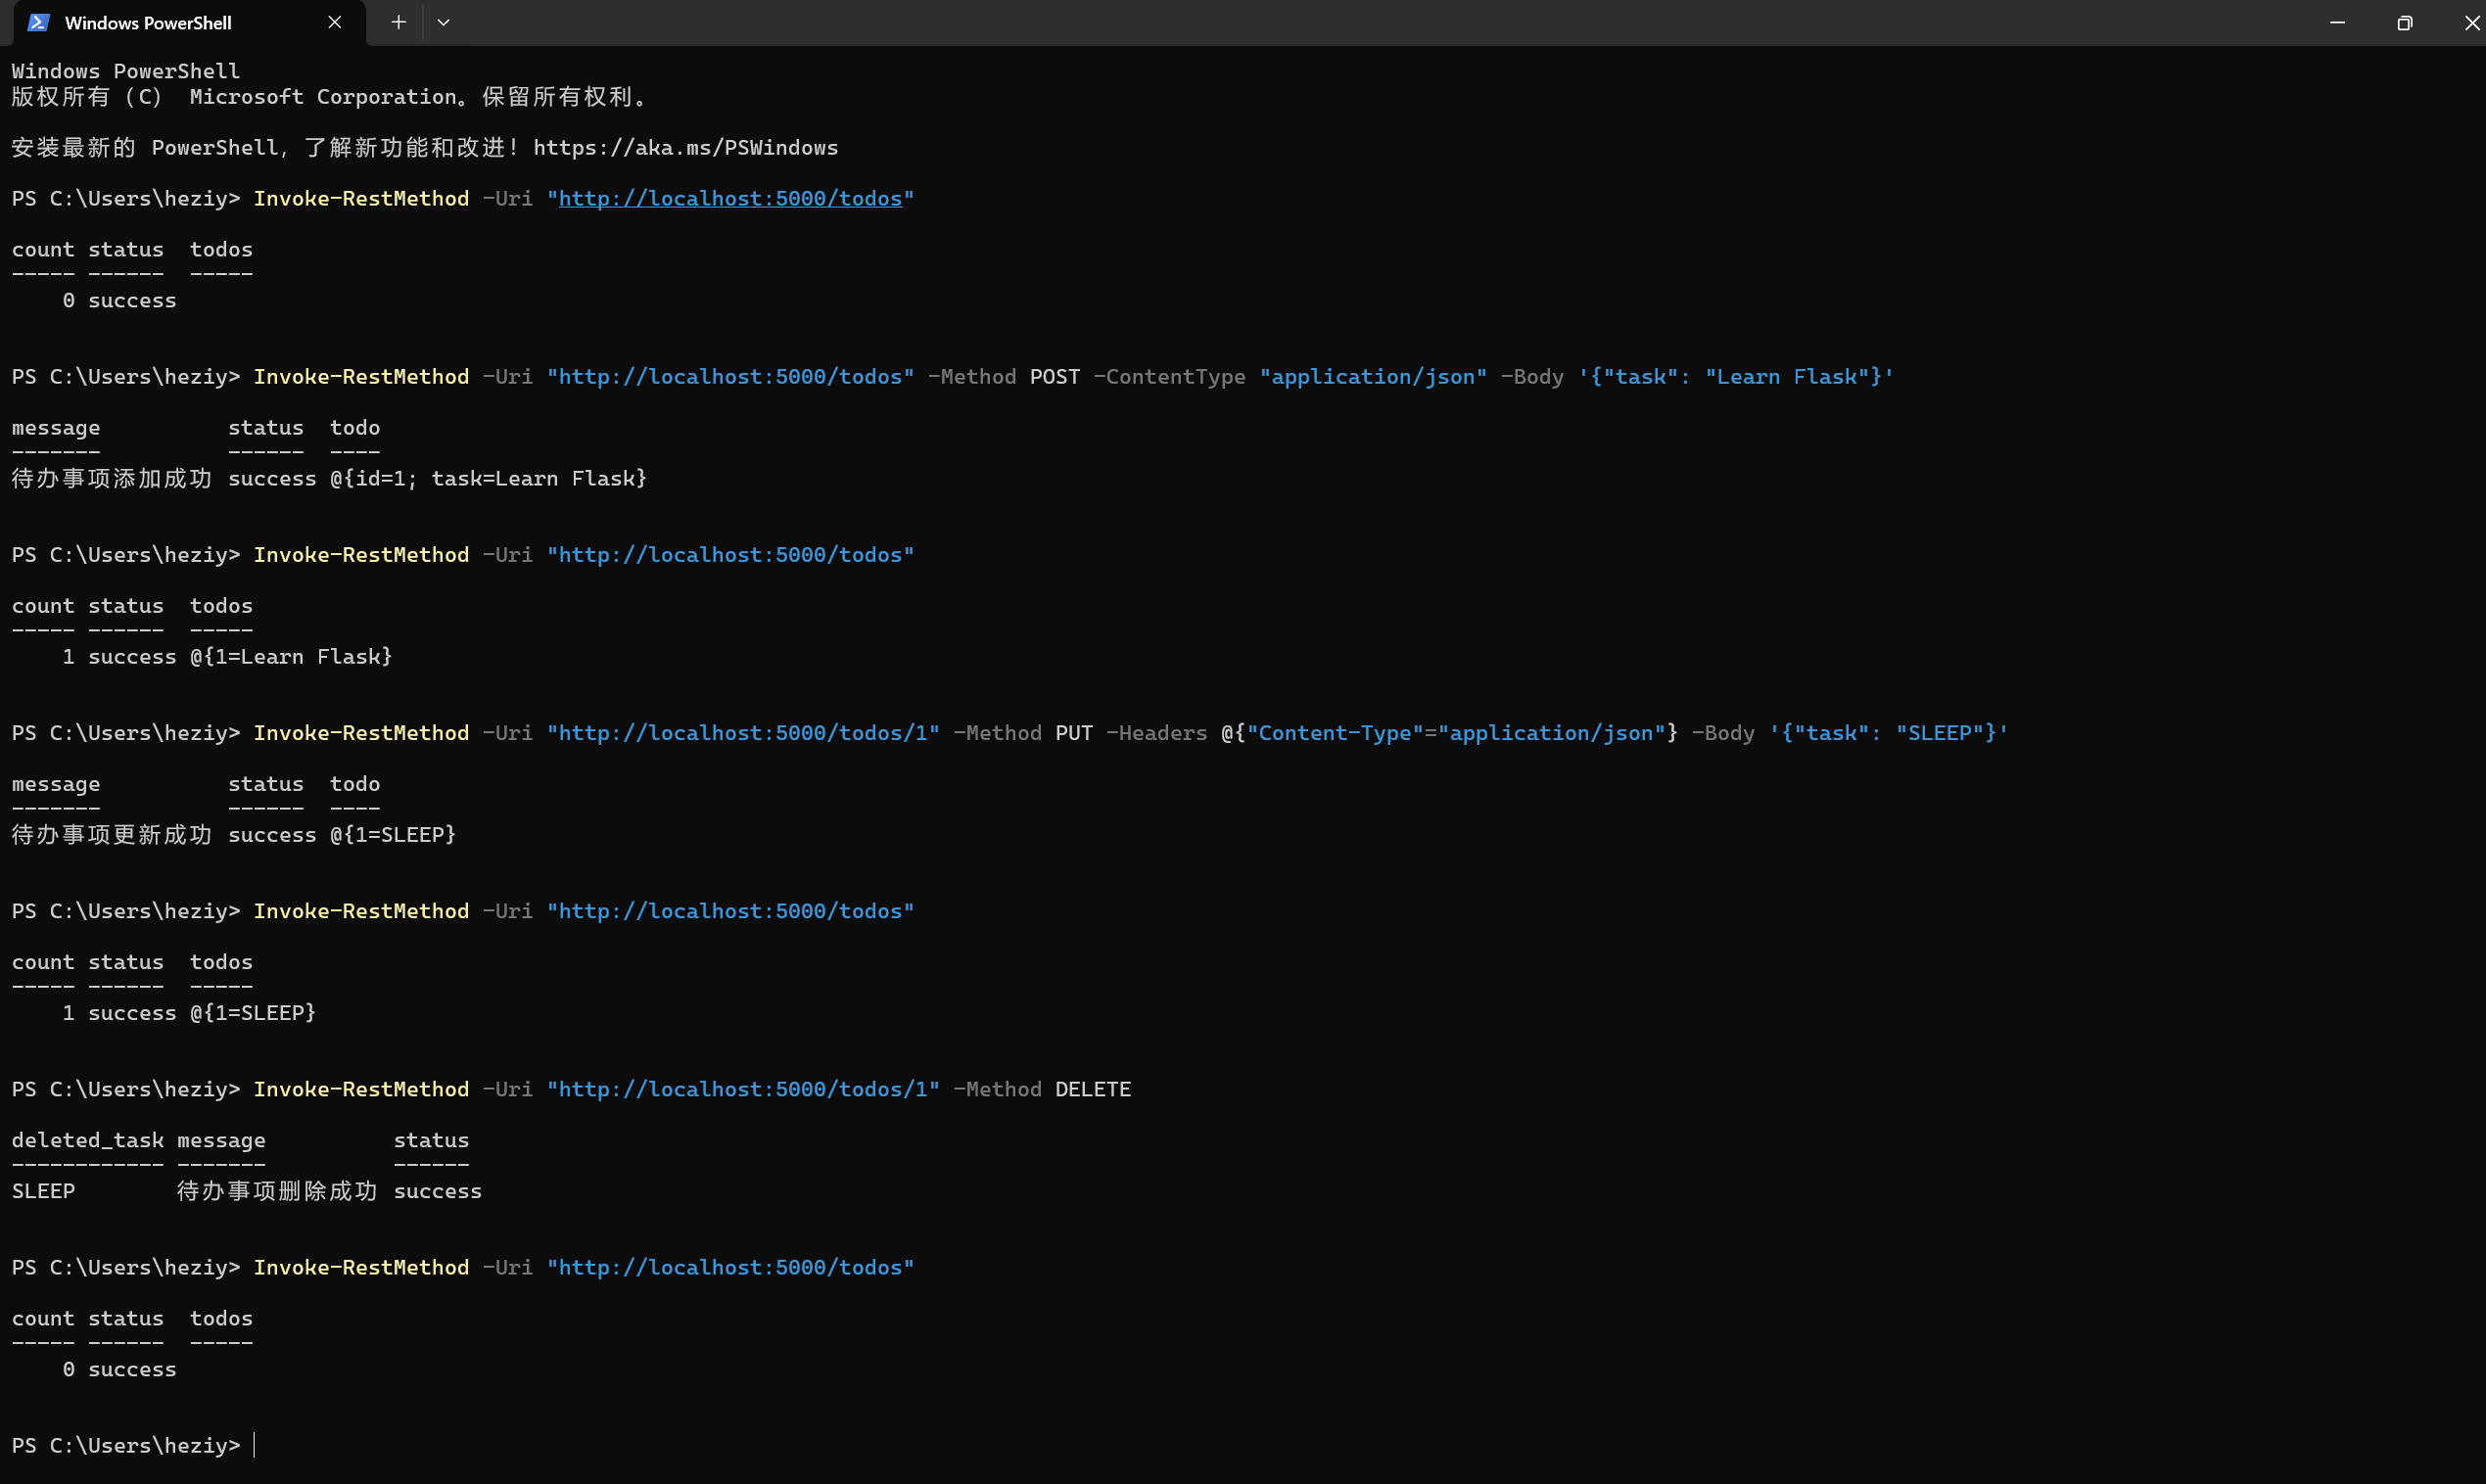 Windows PowerShell
Windows PowerShell
版权所有（C） Microsoft Corporation。保留所有权利。
安装最新的 PowerShell，了解新功能和改进！https://aka.ms/PSWindows
PS C:\Users\heziy> Invoke-RestMethod -Uri "http://localhost:5000/todos"
count status  todos
----- ------  -----
    0 success
PS C:\Users\heziy> Invoke-RestMethod -Uri "http://localhost:5000/todos" -Method POST -ContentType "application/json" -Body '{"task": "Learn Flask"}'
message          status  todo
-------          ------  ----
待办事项添加成功 success @{id=1; task=Learn Flask}
PS C:\Users\heziy> Invoke-RestMethod -Uri "http://localhost:5000/todos"
count status  todos
----- ------  -----
    1 success @{1=Learn Flask}
PS C:\Users\heziy> Invoke-RestMethod -Uri "http://localhost:5000/todos/1" -Method PUT -Headers @{"Content-Type"="application/json"} -Body '{"task": "SLEEP"}'
message          status  todo
-------          ------  ----
待办事项更新成功 success @{1=SLEEP}
PS C:\Users\heziy> Invoke-RestMethod -Uri "http://localhost:5000/todos"
count status  todos
----- ------  -----
    1 success @{1=SLEEP}
PS C:\Users\heziy> Invoke-RestMethod -Uri "http://localhost:5000/todos/1" -Method DELETE
deleted_task message          status
------------ -------          ------
SLEEP        待办事项删除成功 success
PS C:\Users\heziy> Invoke-RestMethod -Uri "http://localhost:5000/todos"
count status  todos
----- ------  -----
    0 success
PS C:\Users\heziy>